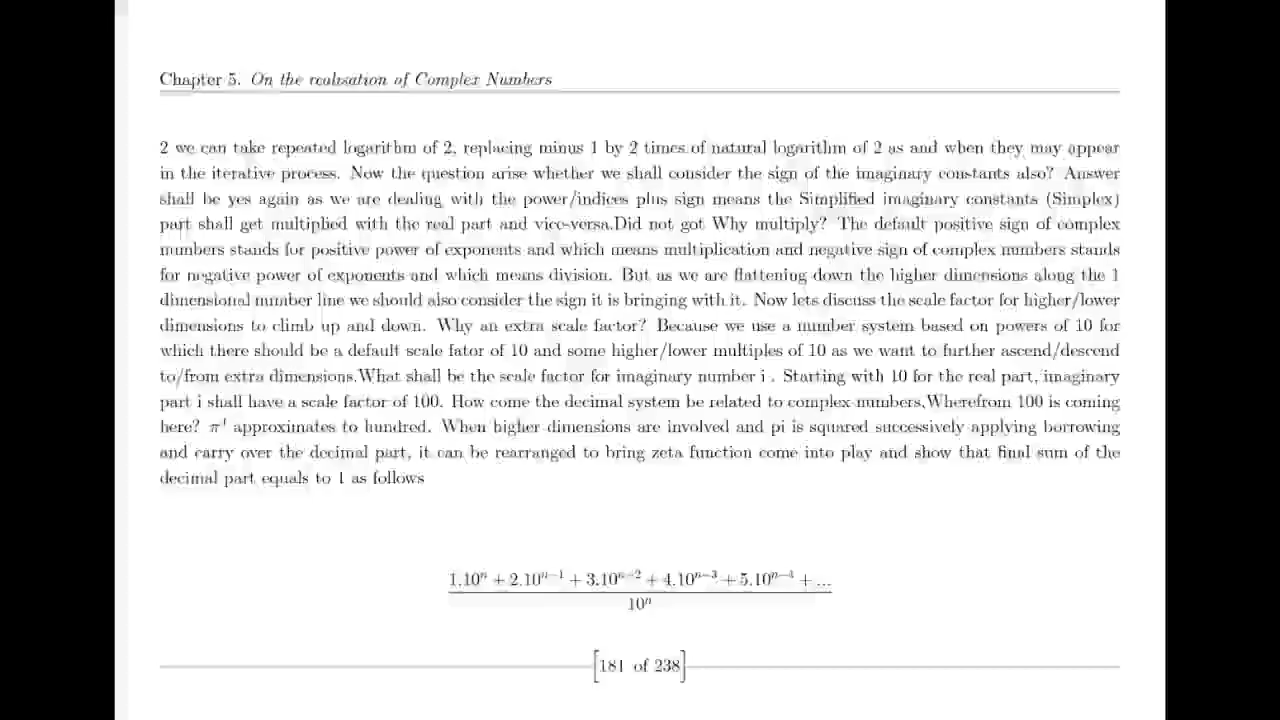 Chapter 5. On the realisation of Complex Numbers
2 we can take repeated logarithm of 2, replacing minus 1 by 2 times of natural logarithm of 2 as and when they may appear
in the iterative process. Now the question arise whether we shall consider the sign of the imaginary constants also? Answer
shall be yes again as we are dealing with the power/indices plus sign means the Simplified imaginary constants (Simplex)
part shall get multiplied with the real part and vice-versa.Did not got Why multiply? The default positive sign of complex
numbers stands for positive power of exponents and which means multiplication and negative sign of complex numbers stands
for negative power of exponents and which means division. But as we are flattening down the higher dimensions along the 1
dimensional number line we should also consider the sign it is bringing with it. Now lets discuss the scale factor for higher/lower
dimensions to climb up and down. Why an extra scale factor? Because we use a number system based on powers of 10 for
which there should be a default scale fator of 10 and some higher/lower multiples of 10 as we want to further ascend/descend
to/from extra dimensions.What shall be the scale factor for imaginary number i . Starting with 10 for the real part, imaginary
part i shall have a scale factor of 100. How come the decimal system be related to complex numbers,Wherefrom 100 is coming
here? π⁴ approximates to hundred. When higher dimensions are involved and pi is squared successively applying borrowing
and carry over the decimal part, it can be rearranged to bring zeta function come into play and show that final sum of the
decimal part equals to 1 as follows
1.10ⁿ + 2.10ⁿ⁻¹ + 3.10ⁿ⁻² + 4.10ⁿ⁻³ + 5.10ⁿ⁻⁴ + ...
10ⁿ
[181 of 238]